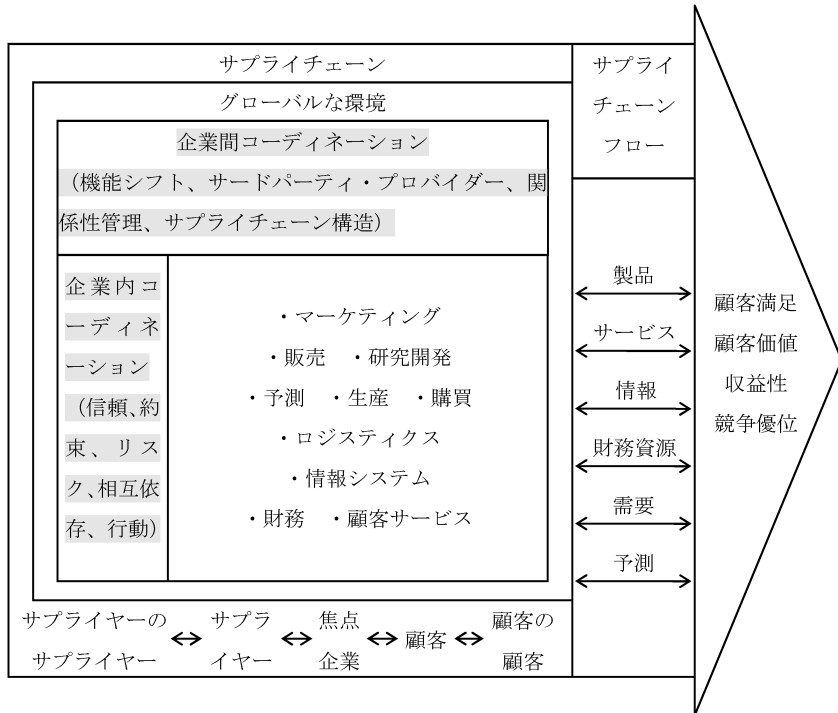 サプライチェーン
グローバルな環境
企業間コーディネーション
（機能シフト、サードパーティ・プロバイダー、関
係性管理、サプライチェーン構造）
企業内コ
ーディネ
ーション
（信頼、約
束、リス
ク、相互依
存、行動）
・マーケティング
・販売　・研究開発
・予測　・生産　・購買
・ロジスティクス
・情報システム
・財務　・顧客サービス
サプライヤーの
サプライヤー
サプラ
イヤー
焦点
企業
顧客
顧客の
顧客
サプライ
チェーン
フロー
製品
サービス
情報
財務資源
需要
予測
顧客満足
顧客価値
収益性
競争優位